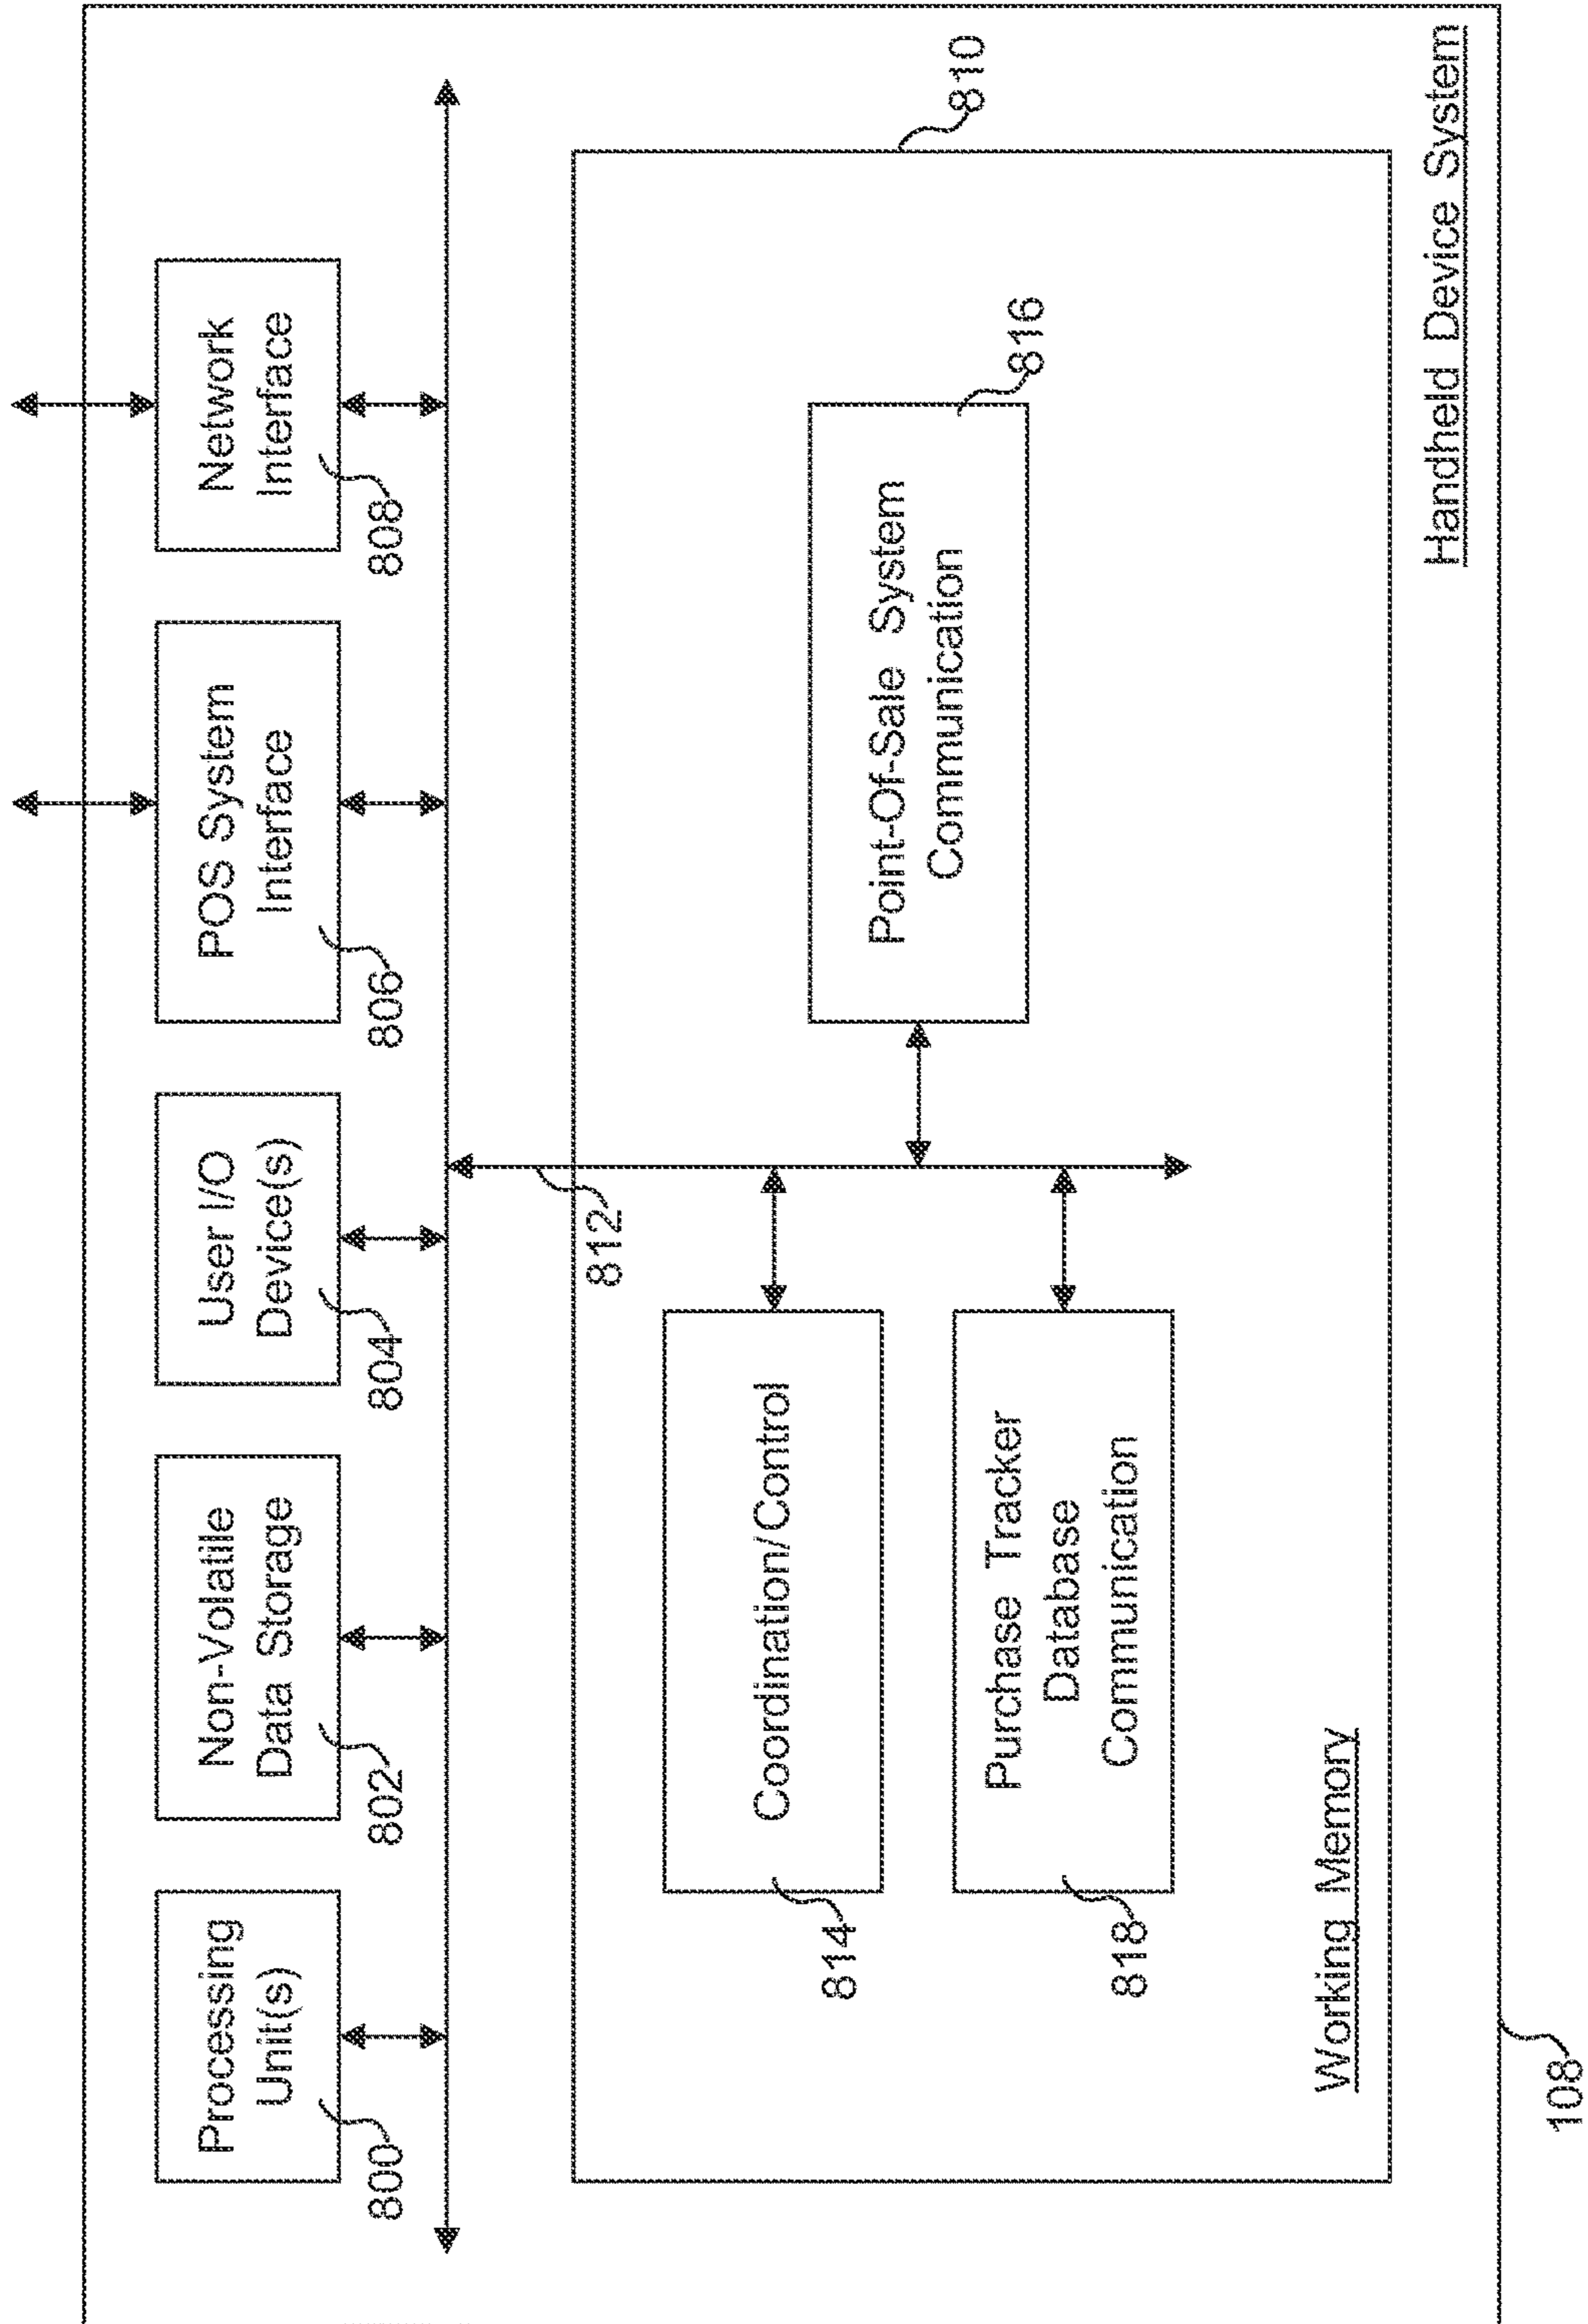 Processing
Unit(s)
800
Non-Volatile
Data Storage
802
User I/O
Device(s)
804
POS System
Interface
806
Network
Interface
808
812
810
Coordination/Control
814
Point-Of-Sale System
Communication
816
Purchase Tracker
Database
Communication
818
Working Memory
Handheld Device System
108